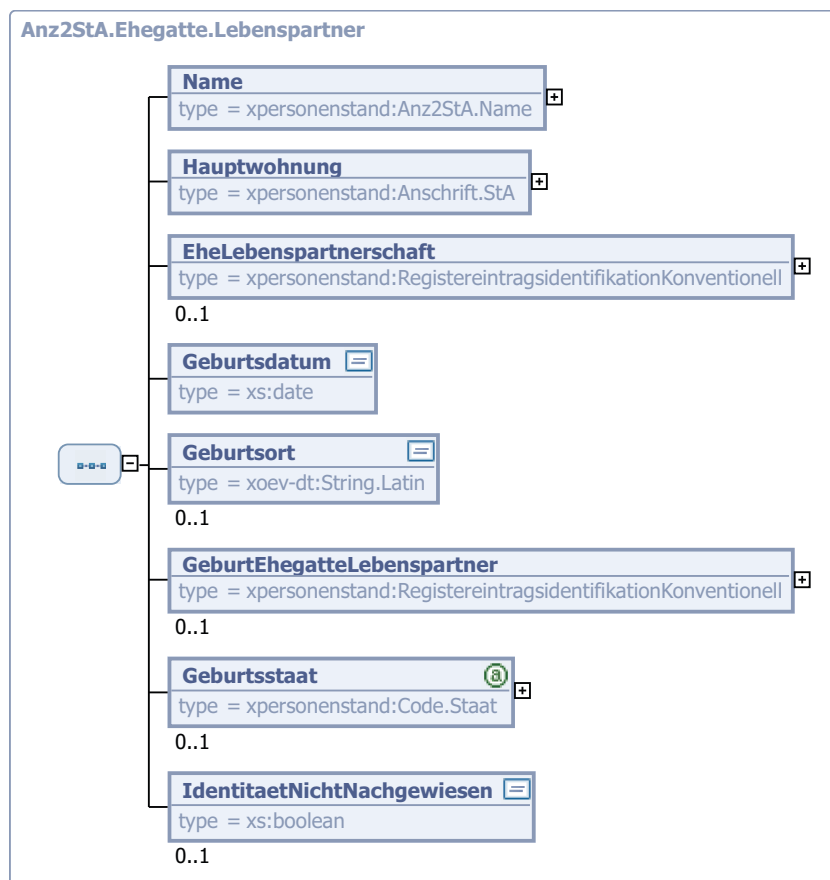 Anz2StA.Ehegatte.Lebenspartner
Name
type = xpersonenstand:Anz2StA.Name
Hauptwohnung
type = xpersonenstand:Anschrift.StA
EheLebenspartnerschaft
type = xpersonenstand:RegistereintragsidentifikationKonventionell
0..1
Geburtsdatum
type = xs:date
Geburtsort
type = xoev-dt:String.Latin
0..1
GeburtEhegatteLebenspartner
type = xpersonenstand:RegistereintragsidentifikationKonventionell
0..1
Geburtsstaat a
type = xpersonenstand:Code.Staat
0..1
IdentitaetNichtNachgewiesen
type = xs:boolean
0..1